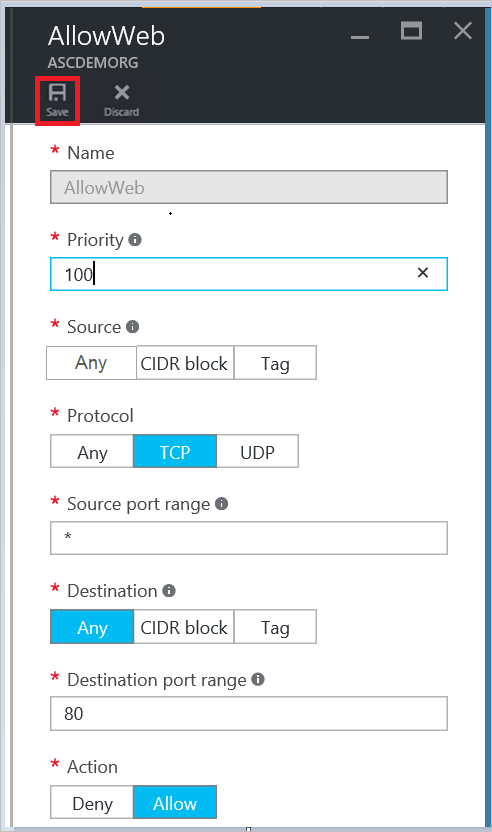 AllowWeb
ASCDEMORG
Save Discard
* Name
AllowWeb
* Priority
100
* Source
Any CIDR block Tag
* Protocol
Any TCP UDP
* Source port range
*
* Destination
Any CIDR block Tag
* Destination port range
80
* Action
Deny Allow